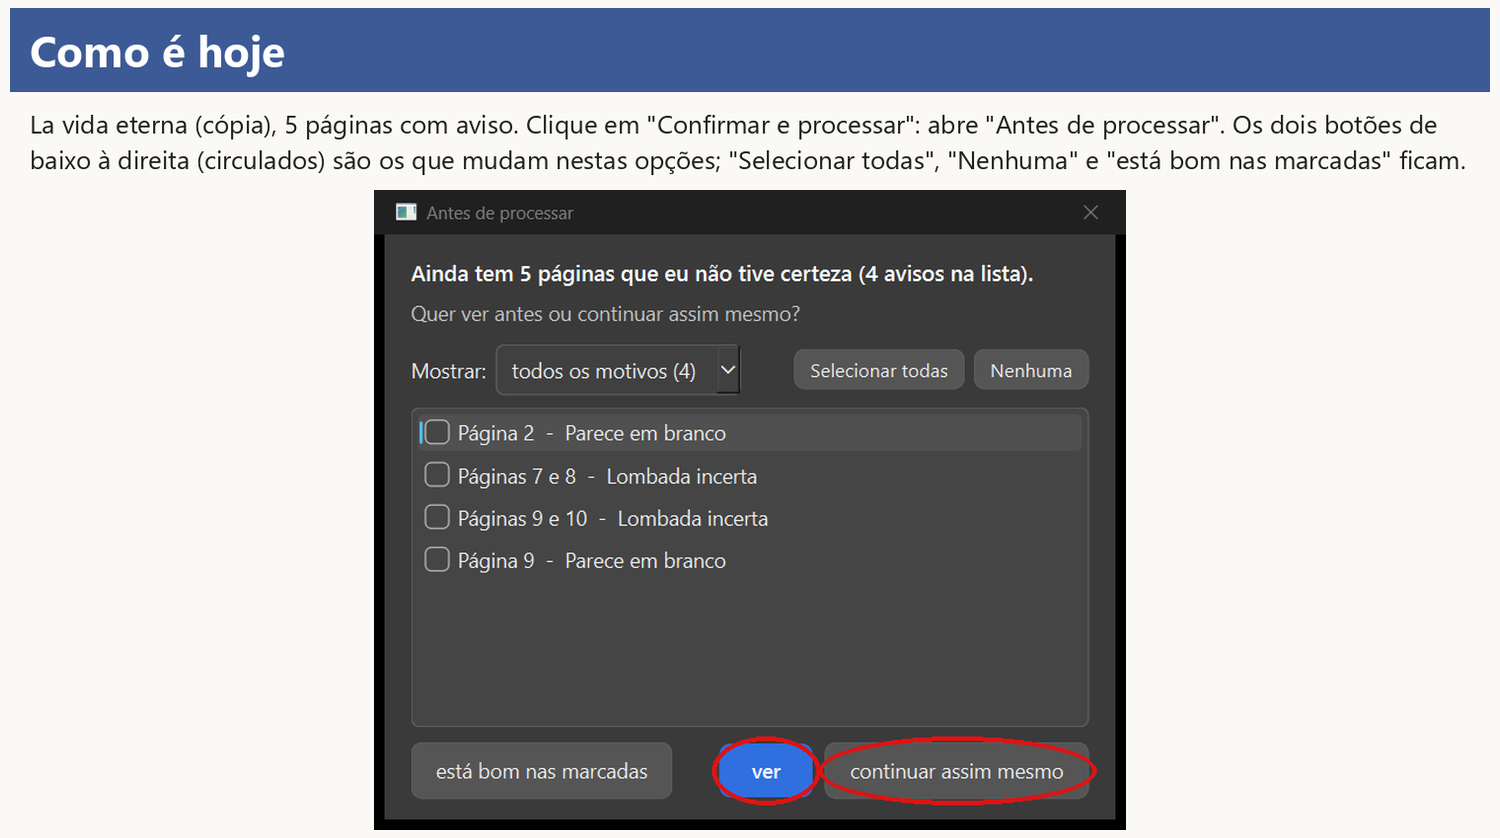 Como é hoje
La vida eterna (cópia), 5 páginas com aviso. Clique em "Confirmar e processar": abre "Antes de processar". Os dois botões de
baixo à direita (circulados) são os que mudam nestas opções; "Selecionar todas", "Nenhuma" e "está bom nas marcadas" ficam.
Antes de processar
Ainda tem 5 páginas que eu não tive certeza (4 avisos na lista).
Quer ver antes ou continuar assim mesmo?
Mostrar: todos os motivos (4) Selecionar todas Nenhuma
Página 2 - Parece em branco
Páginas 7 e 8 - Lombada incerta
Páginas 9 e 10 - Lombada incerta
Página 9 - Parece em branco
está bom nas marcadas ver continuar assim mesmo